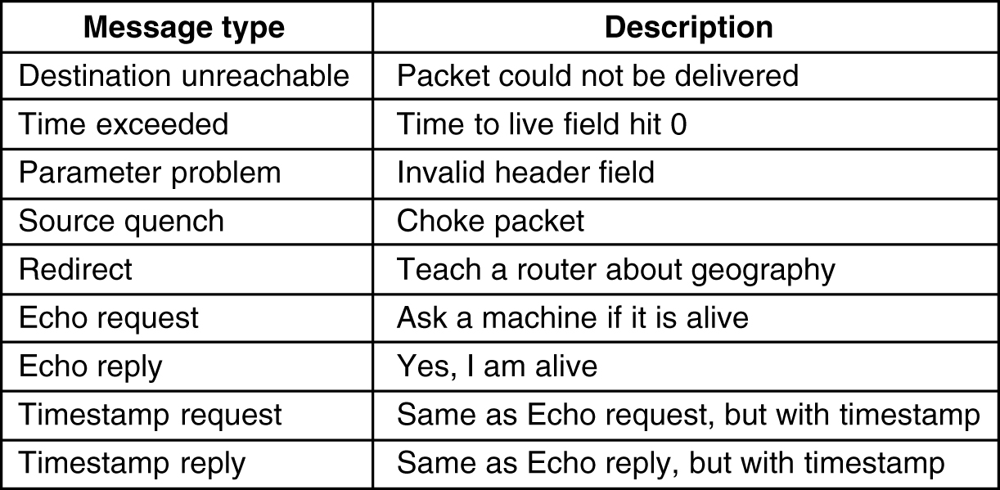 Message type Description
Destination unreachable Packet could not be delivered
Time exceeded Time to live field hit 0
Parameter problem Invalid header field
Source quench Choke packet
Redirect Teach a router about geography
Echo request Ask a machine if it is alive
Echo reply Yes, I am alive
Timestamp request Same as Echo request, but with timestamp
Timestamp reply Same as Echo reply, but with timestamp